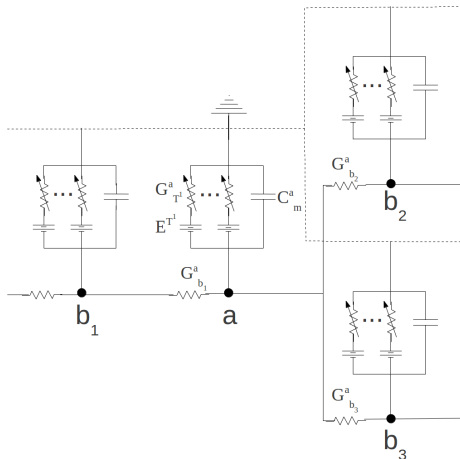 G^a_{b_2}
b_2
G^a_{T^1}
C^a_m
E^{T^1}
G^a_{b_1}
b_1
a
G^a_{b_3}
b_3